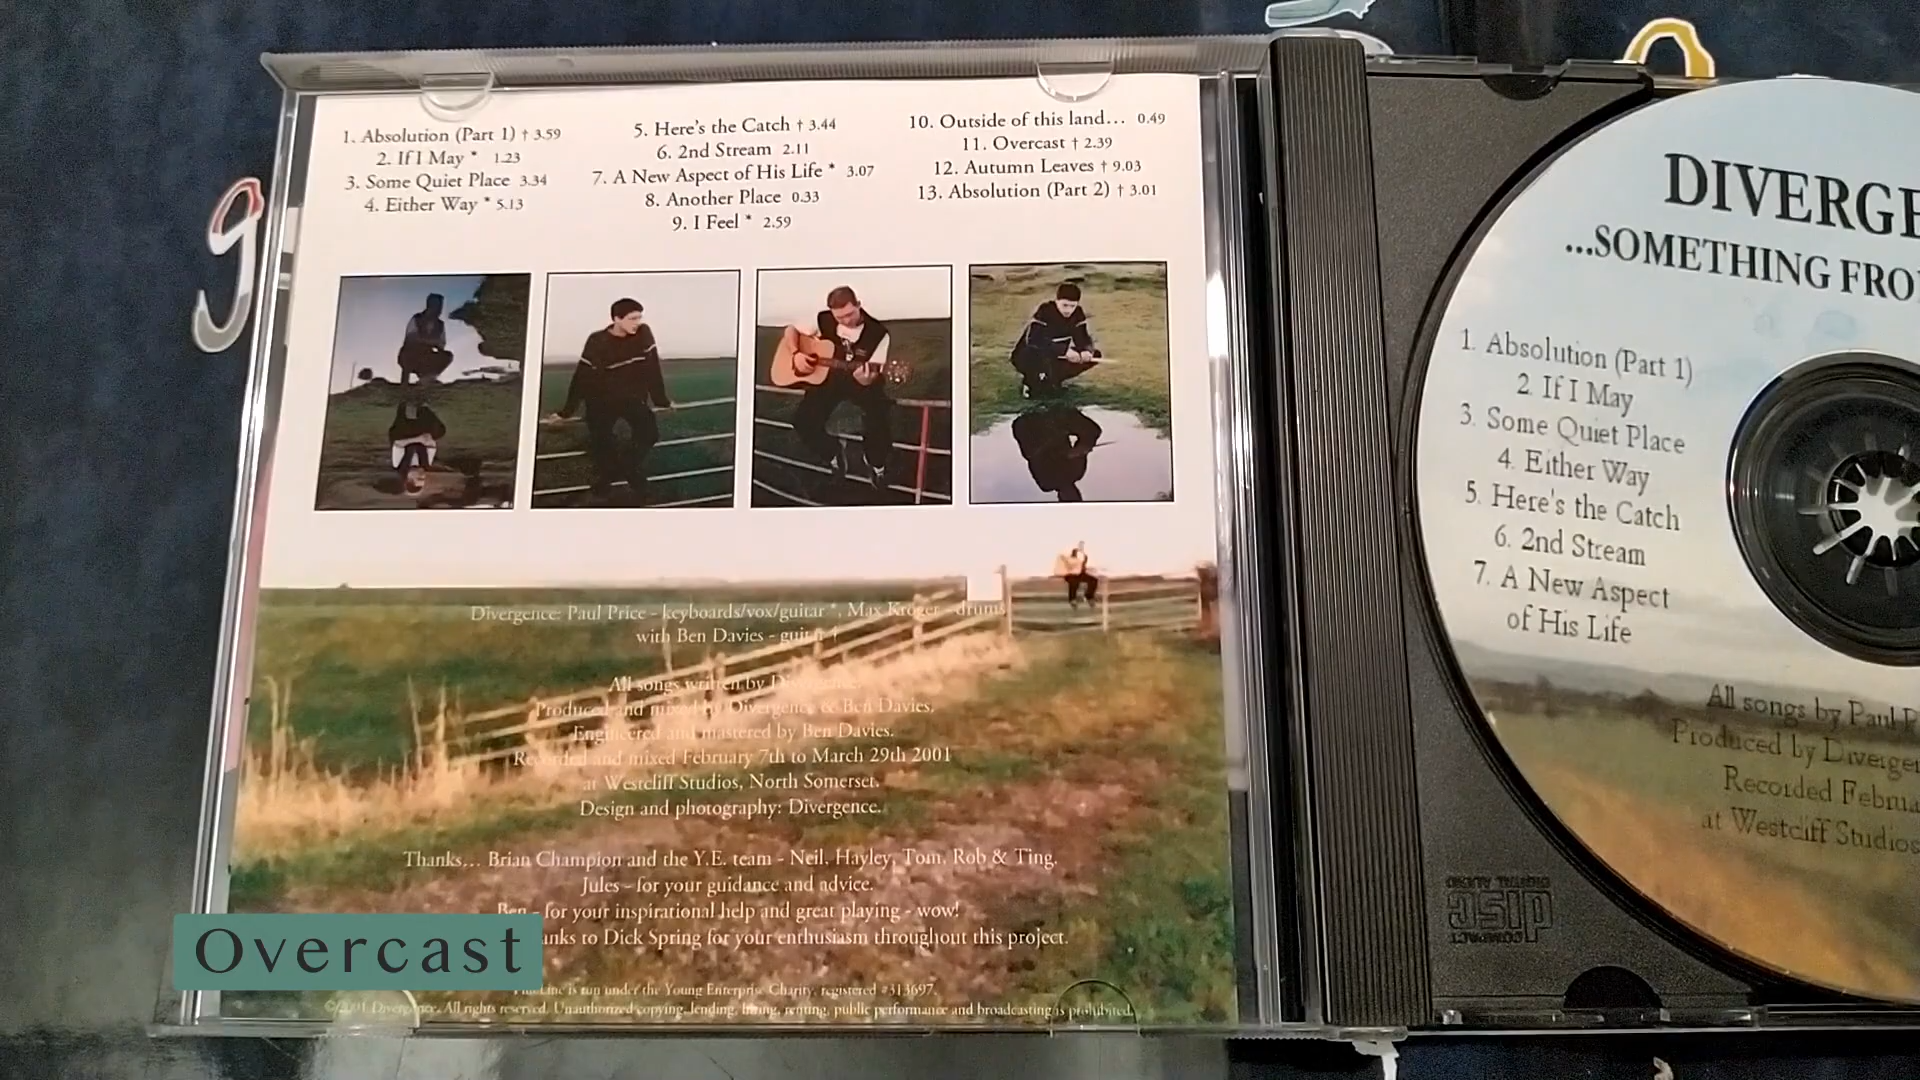 1. Absolution (Part 1) † 3.59
2. If I May * 1.23
3. Some Quiet Place 3.34
4. Either Way * 5.13
5. Here's the Catch † 3.44
6. 2nd Stream 2.11
7. A New Aspect of His Life * 3.07
8. Another Place 0.33
9. I Feel * 2.59
10. Outside of this land... 0.49
11. Overcast † 2.39
12. Autumn Leaves † 9.03
13. Absolution (Part 2) † 3.01
Divergence: Paul Price - keyboards/vox/guitar *, Max Kroger - drums
with Ben Davies - guitar †
All songs written by Divergence.
Produced and mixed by Divergence & Ben Davies.
Engineered and mastered by Ben Davies.
Recorded and mixed February 7th to March 29th 2001
at Westcliff Studios, North Somerset.
Design and photography: Divergence.
Thanks... Brian Champion and the Y.E. team - Neil, Hayley, Tom, Rob & Ting.
Jules - for your guidance and advice.
Ben - for your inspirational help and great playing - wow!
anks to Dick Spring for your enthusiasm throughout this project.
is run under the Young Enterprise Charity, registered #313697.
©2001 Divergence. All rights reserved. Unauthorized copying, lending, hiring, renting, public performance and broadcasting is prohibited.
Overcast
DIVERGE
...SOMETHING FRO
1. Absolution (Part 1)
2. If I May
3. Some Quiet Place
4. Either Way
5. Here's the Catch
6. 2nd Stream
7. A New Aspect
of His Life
All songs by Paul P
Produced by Diverge
Recorded Februa
at Westcliff Studios
COMPACT
disc
DIGITAL AUDIO